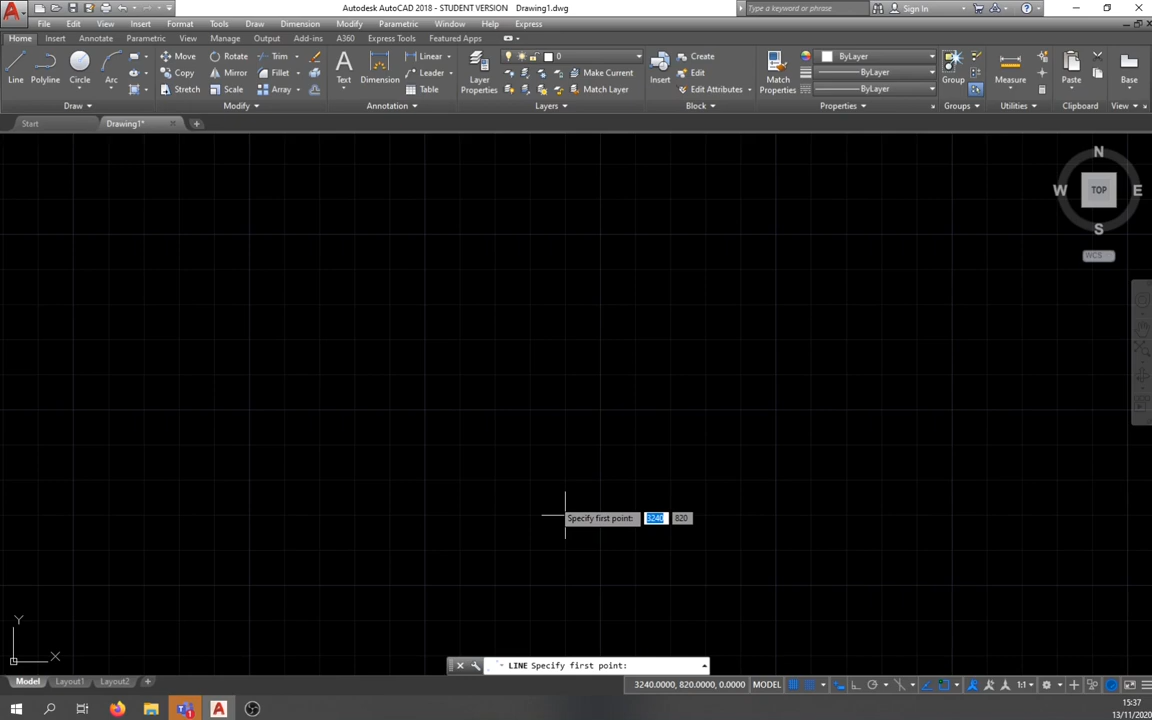 Autodesk AutoCAD 2018 - STUDENT VERSION Drawing1.dwg
Type a keyword or phrase
Sign In
File Edit View Insert Format Tools Draw Dimension Modify Parametric Window Help Express
Home Insert Annotate Parametric View Manage Output Add-ins A360 Express Tools Featured Apps
Line
Polyline
Circle
Arc
Draw
Move
Rotate
Trim
Copy
Mirror
Fillet
Stretch
Scale
Array
Modify
Text
Dimension
Linear
Leader
Table
Annotation
Layer
Properties
0
Make Current
Match Layer
Layers
Insert
Create
Edit
Edit Attributes
Block
Match
Properties
ByLayer
ByLayer
ByLayer
Properties
Group
Groups
Measure
Utilities
Paste
Clipboard
Base
View
Start
Drawing1*
N
W
TOP
E
S
WCS
Specify first point: 3240 820
Y
X
LINE Specify first point:
Model Layout1 Layout2
3240.0000, 820.0000, 0.0000 MODEL
1:1
15:37
13/11/2020